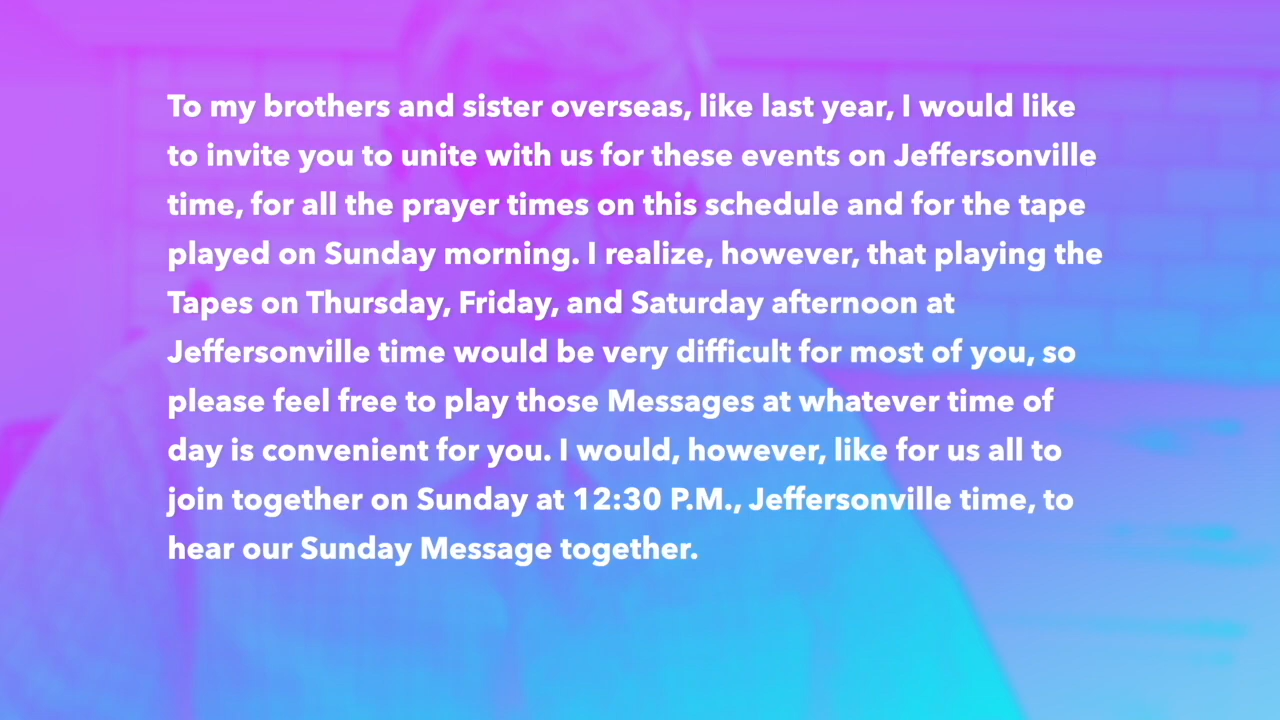 To my brothers and sister overseas, like last year, I would like
to invite you to unite with us for these events on Jeffersonville
time, for all the prayer times on this schedule and for the tape
played on Sunday morning. I realize, however, that playing the
Tapes on Thursday, Friday, and Saturday afternoon at
Jeffersonville time would be very difficult for most of you, so
please feel free to play those Messages at whatever time of
day is convenient for you. I would, however, like for us all to
join together on Sunday at 12:30 P.M., Jeffersonville time, to
hear our Sunday Message together.